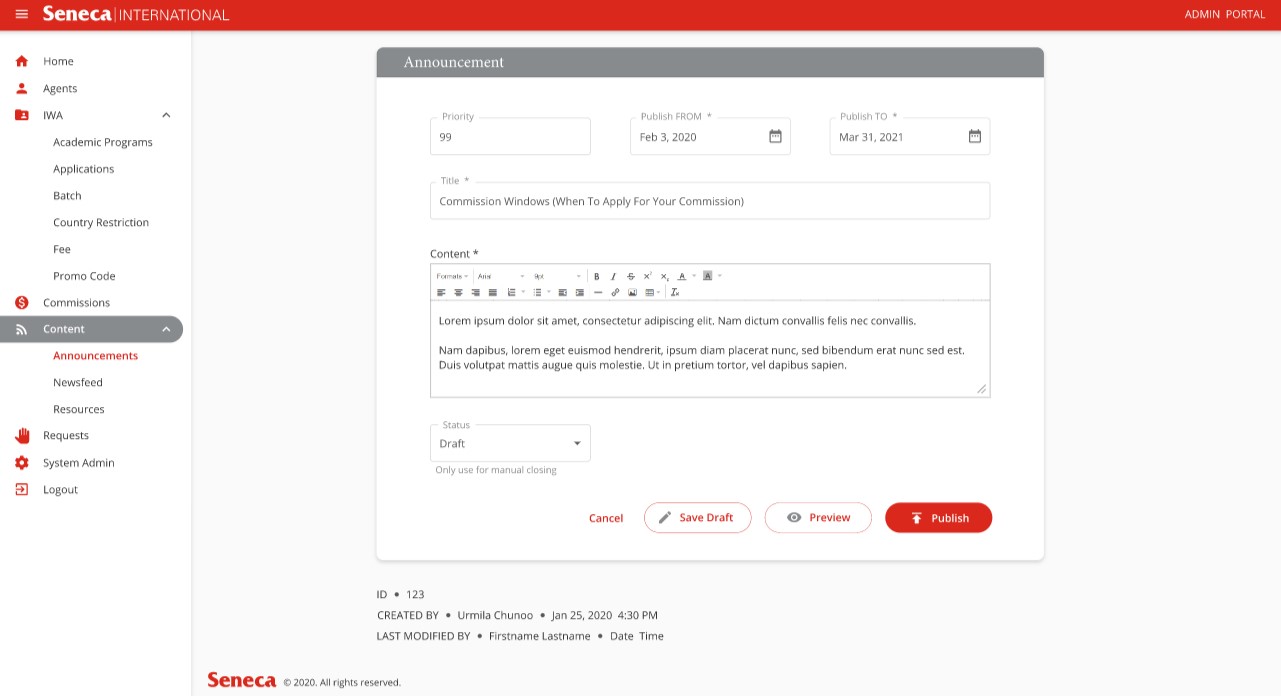 Seneca|INTERNATIONAL
ADMIN PORTAL
Home
Agents
IWA
Academic Programs
Applications
Batch
Country Restriction
Fee
Promo Code
Commissions
Content
Announcements
Newsfeed
Resources
Requests
System Admin
Logout
Announcement
Priority
99
Publish FROM *
Feb 3, 2020
Publish TO *
Mar 31, 2021
Title *
Commission Windows (When To Apply For Your Commission)
Content *
Formats Arial 9pt B I S X² X₂ A A
Lorem ipsum dolor sit amet, consectetur adipiscing elit. Nam dictum convallis felis nec convallis.
Nam dapibus, lorem eget euismod hendrerit, ipsum diam placerat nunc, sed bibendum erat nunc sed est.
Duis volutpat mattis augue quis molestie. Ut in pretium tortor, vel dapibus sapien.
Status
Draft
Only use for manual closing
Cancel Save Draft Preview Publish
ID • 123
CREATED BY • Urmila Chunoo • Jan 25, 2020 4:30 PM
LAST MODIFIED BY • Firstname Lastname • Date Time
Seneca © 2020. All rights reserved.